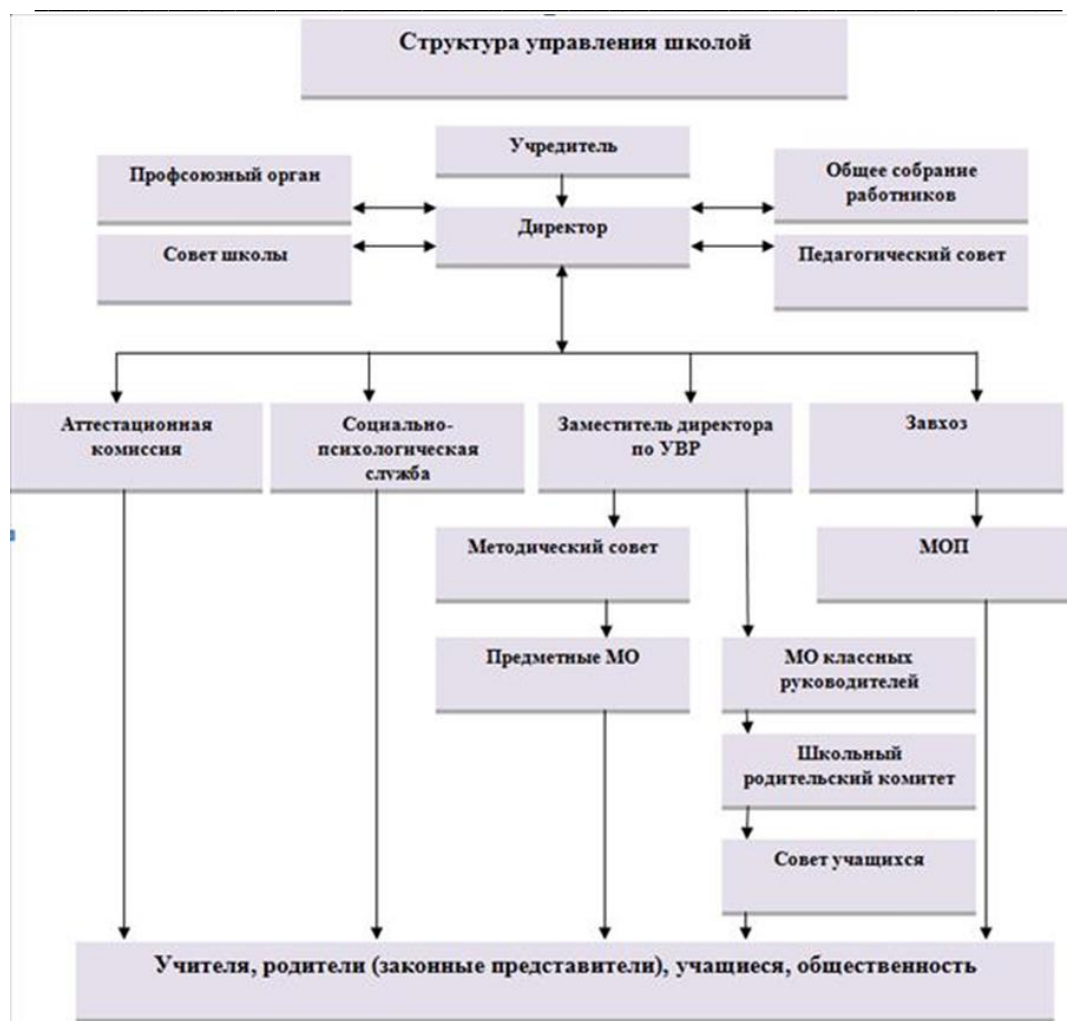 Структура управления школой
Учредитель
Профсоюзный орган
Общее собрание
работников
Директор
Совет школы
Педагогический совет
Аттестационная
комиссия
Социально-
психологическая
служба
Заместитель директора
по УВР
Завхоз
Методический совет
МОП
Предметные МО
МО классных
руководителей
Школьный
родительский комитет
Совет учащихся
Учителя, родители (законные представители), учащиеся, общественность